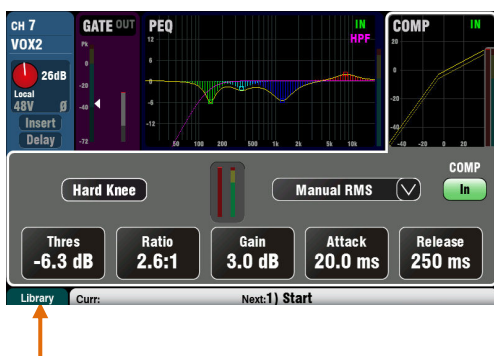 CH 7
VOX2
26dB
Local
48V Ø
Insert
Delay
GATE OUT
Pk
0
-20
-40
-72
PEQ
IN
HPF
12
6
0
-6
-12
50 100 200 500 1k 2k 5k 10k
COMP IN
20
0
-20
-40
-40 -20 0 20
COMP
Hard Knee
Manual RMS
In
Thres
-6.3 dB
Ratio
2.6:1
Gain
3.0 dB
Attack
20.0 ms
Release
250 ms
Library
Curr:
Next:1) Start